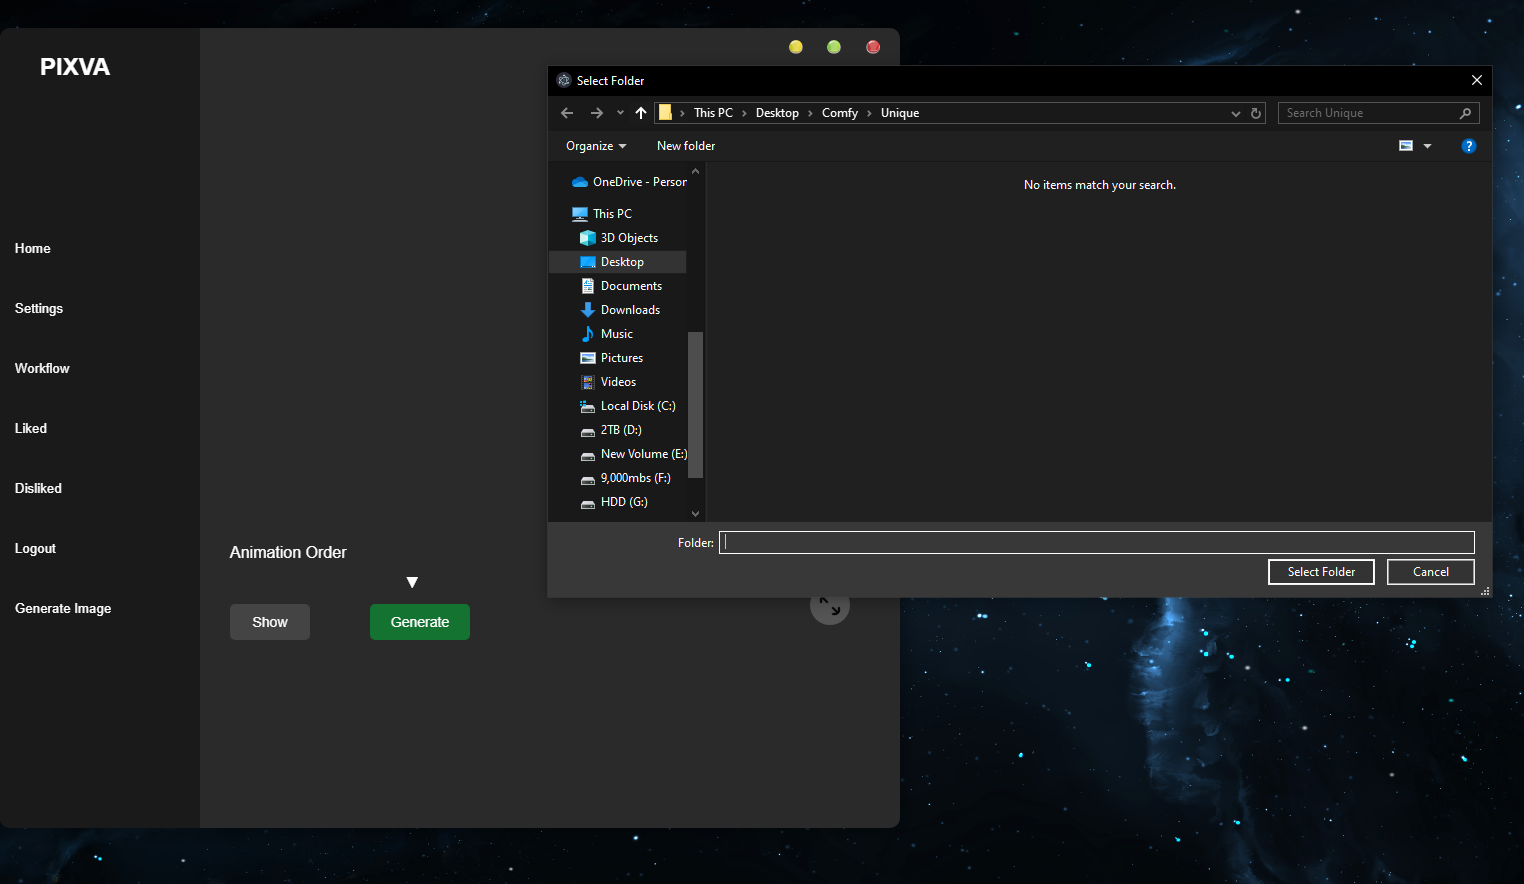 PIXVA
Home
Settings
Workflow
Liked
Disliked
Logout
Generate Image
Animation Order
Show
Generate
Select Folder
This PC
Desktop
Comfy
Unique
Search Unique
Organize
New folder
?
OneDrive - Person
This PC
3D Objects
Desktop
Documents
Downloads
Music
Pictures
Videos
Local Disk (C:)
2TB (D:)
New Volume (E:)
9,000mbs (F:)
HDD (G:)
No items match your search.
Folder:
Select Folder
Cancel